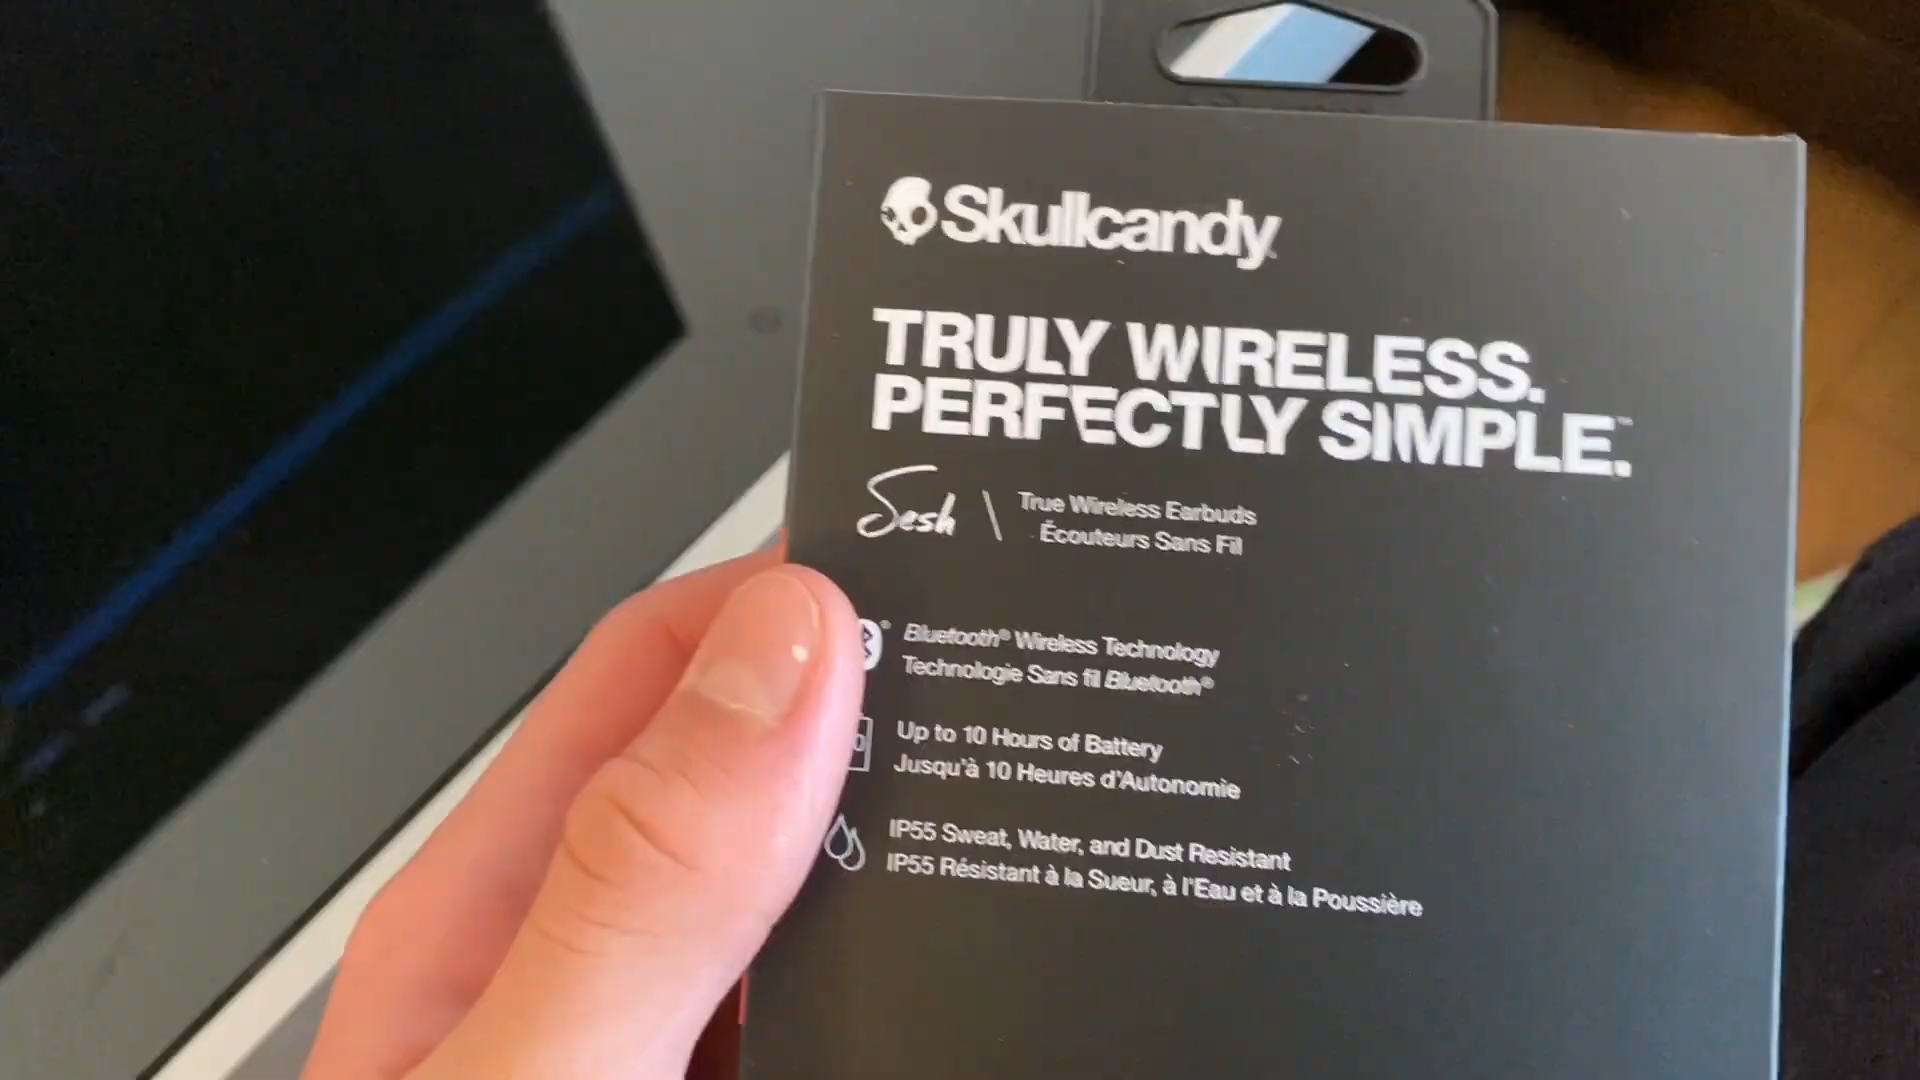 Skullcandy
TRULY WIRELESS.
PERFECTLY SIMPLE.™
Sesh \ True Wireless Earbuds
Écouteurs Sans Fil
Bluetooth® Wireless Technology
Technologie Sans fil Bluetooth®
Up to 10 Hours of Battery
Jusqu'à 10 Heures d'Autonomie
IP55 Sweat, Water, and Dust Resistant
IP55 Résistant à la Sueur, à l'Eau et à la Poussière